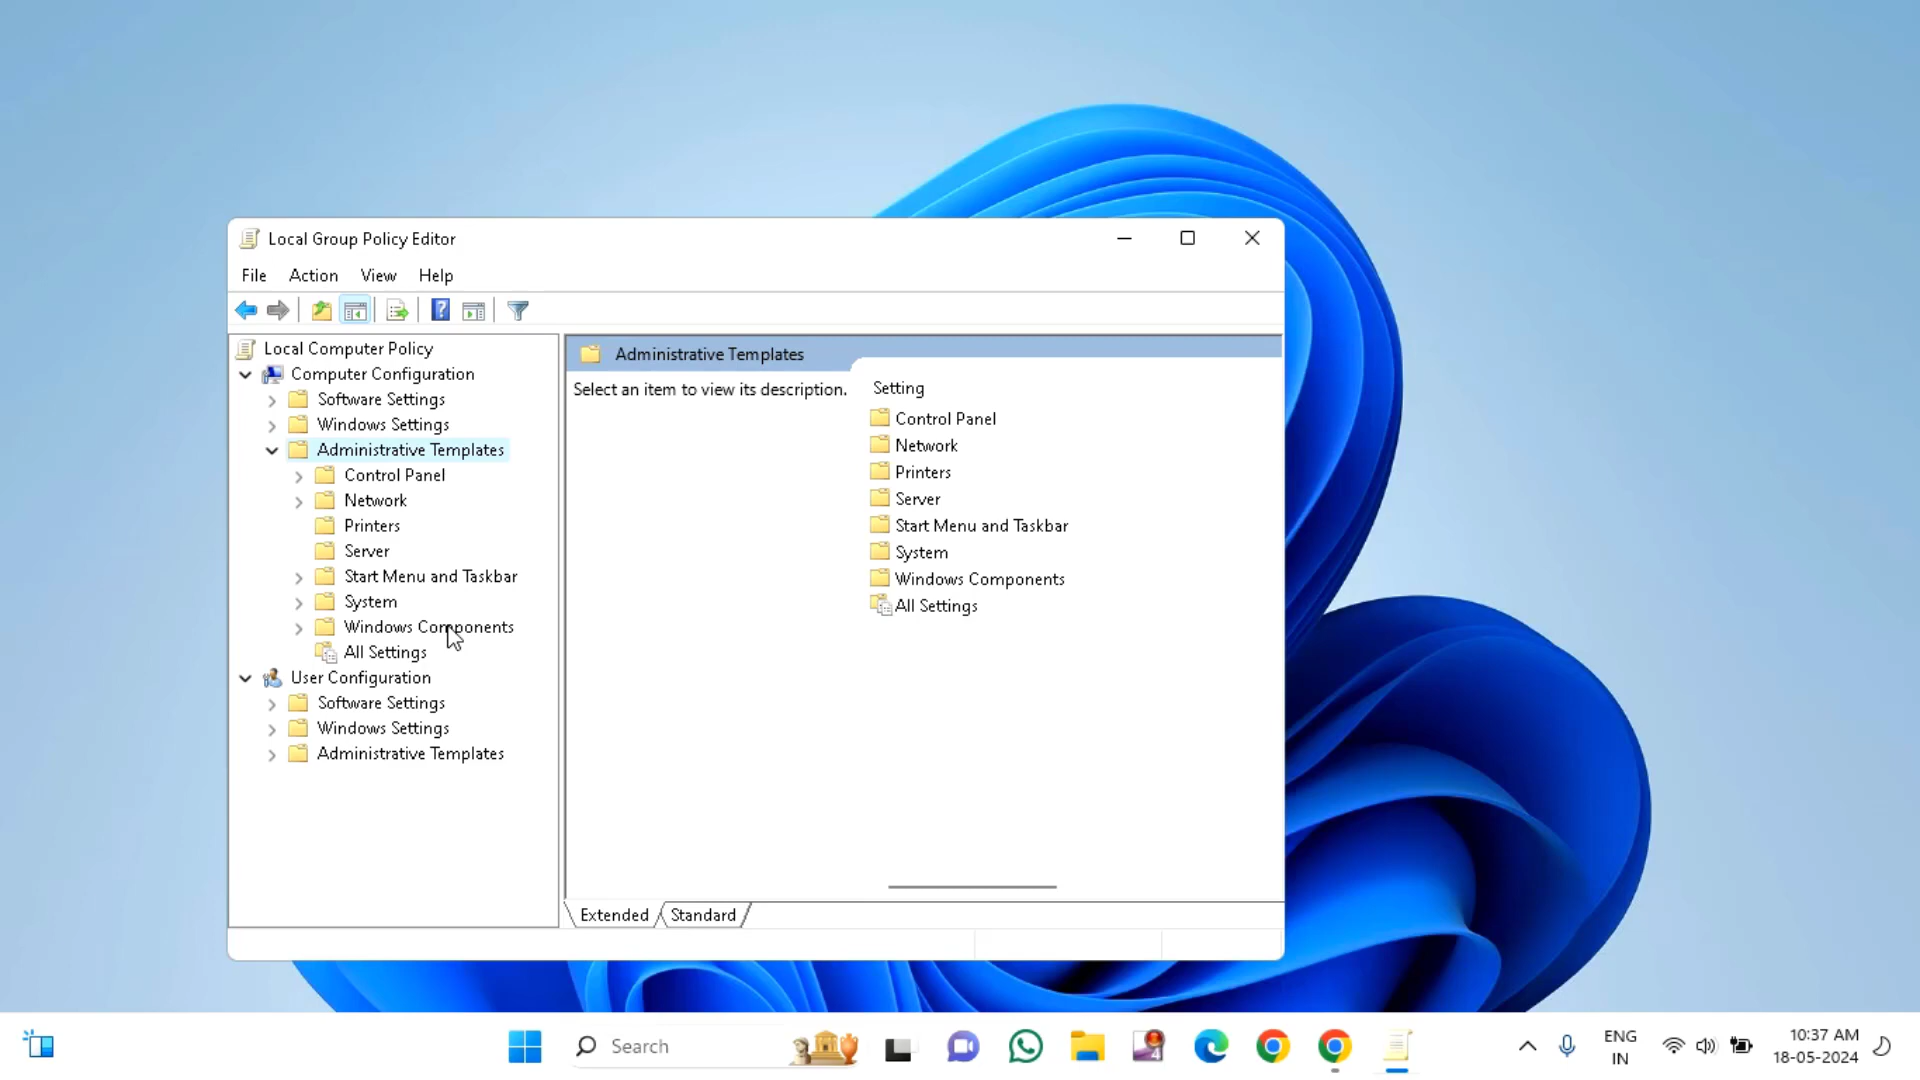 Local Group Policy Editor
File Action View Help
Local Computer Policy
Computer Configuration
Software Settings
Windows Settings
Administrative Templates
Control Panel
Network
Printers
Server
Start Menu and Taskbar
System
Windows Components
All Settings
User Configuration
Software Settings
Windows Settings
Administrative Templates
Administrative Templates
Select an item to view its description.
Setting
Control Panel
Network
Printers
Server
Start Menu and Taskbar
System
Windows Components
All Settings
Extended Standard
Search
4
ENG
IN
10:37 AM
18-05-2024